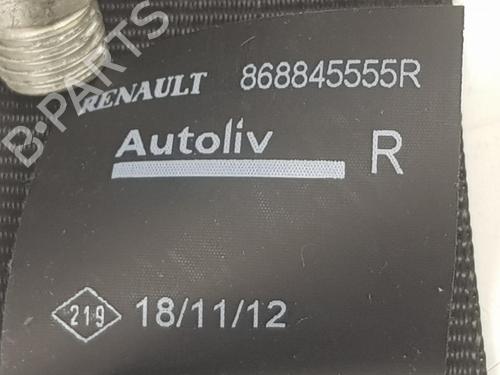 RENAULT 868845555R
Autoliv R
219 18/11/12
B-PARTS